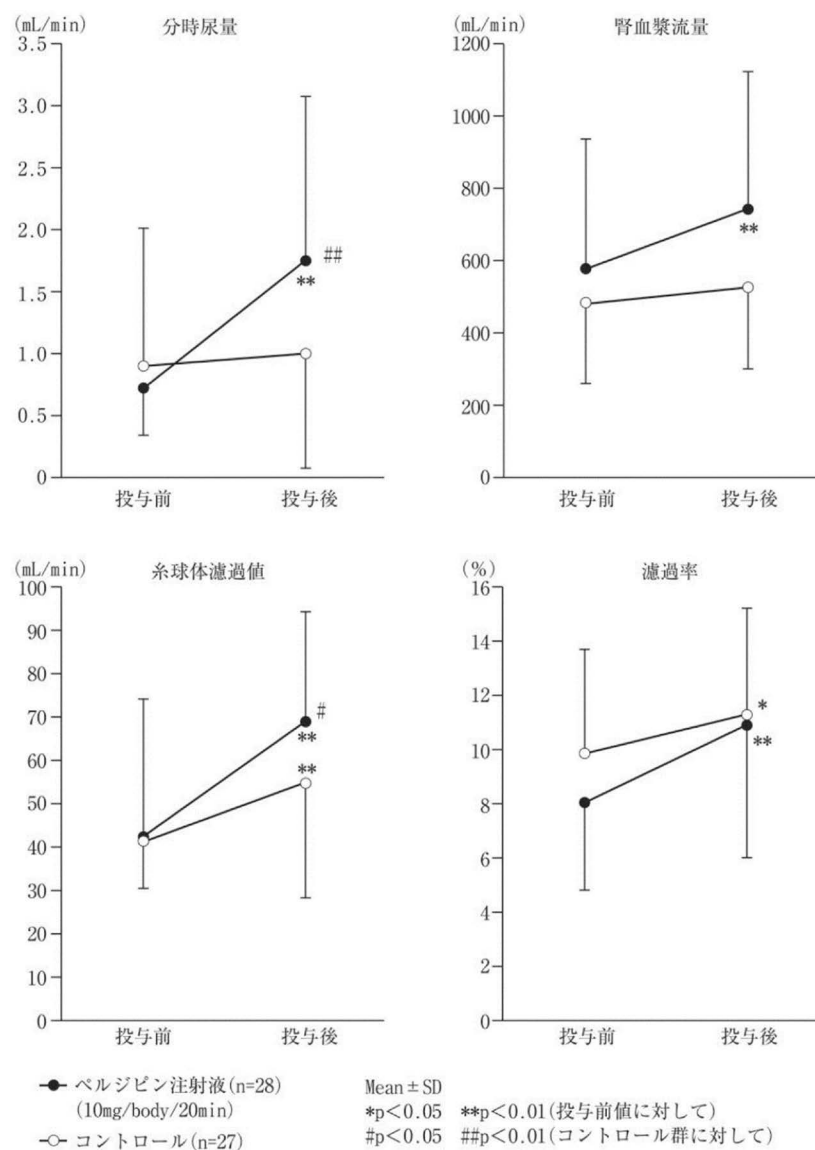 (mL/min)
分時尿量
3.5
3.0
2.5
2.0
1.5
1.0
0.5
0
##
**
投与前
投与後
(mL/min)
腎血漿流量
1200
1000
800
600
400
200
0
**
投与前
投与後
(mL/min)
糸球体濾過値
100
90
80
70
60
50
40
30
20
10
0
#
**
**
投与前
投与後
(%)
濾過率
16
14
12
10
8
6
4
2
0
*
**
投与前
投与後
ペルジピン注射液(n=28)
(10mg/body/20min)
コントロール(n=27)
Mean±SD
*p<0.05 **p<0.01(投与前値に対して)
#p<0.05 ##p<0.01(コントロール群に対して)